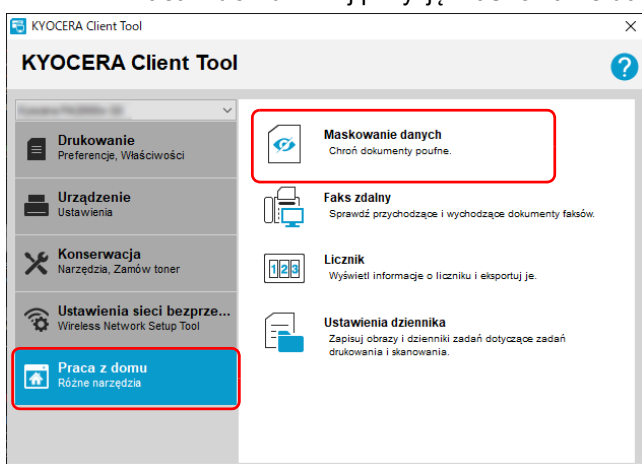 KYOCERA Client Tool
KYOCERA Client Tool
?
Drukowanie
Preferencje, Właściwości
Urządzenie
Ustawienia
Konserwacja
Narzędzia, Zamów toner
Ustawienia sieci bezprze...
Wireless Network Setup Tool
Praca z domu
Różne narzędzia
Maskowanie danych
Chroń dokumenty poufne.
Faks zdalny
Sprawdź przychodzące i wychodzące dokumenty faksów.
123
Licznik
Wyświetl informacje o liczniku i eksportuj je.
Ustawienia dziennika
Zapisuj obrazy i dzienniki zadań dotyczące zadań
drukowania i skanowania.